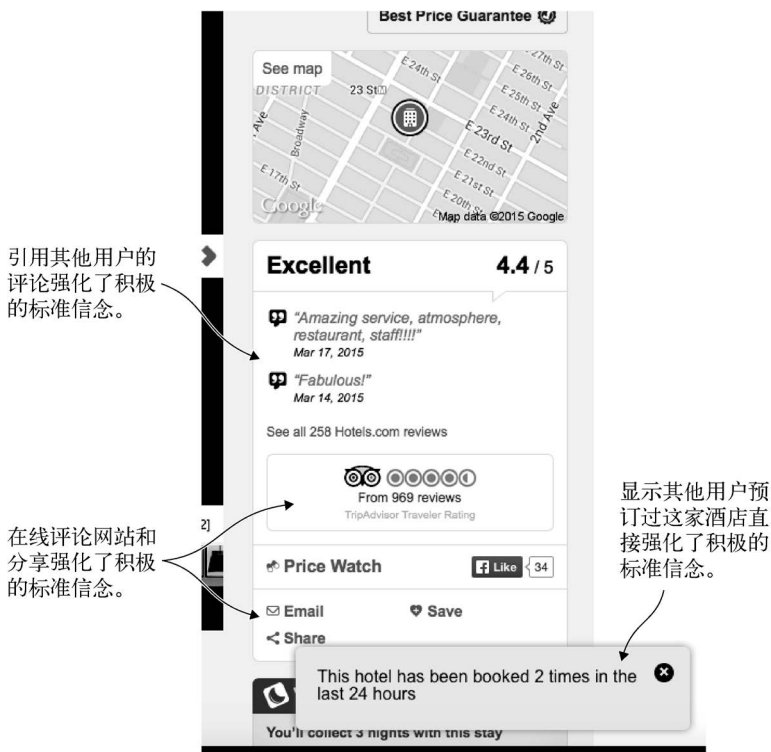 Best Price Guarantee
See map
DISTRICT
23 St
M
E 24th St
E 27th St
E 26th St
E 25th St
E 24th St
2nd Ave
Ave
Broadway
E 23rd St
E 22nd St
E 21st St
E 20th St
E 17th St
Google
Map data ©2015 Google
引用其他用户的
评论强化了积极
的标准信念。
Excellent
4.4 / 5
“Amazing service, atmosphere,
restaurant, staff!!!!”
Mar 17, 2015
“Fabulous!”
Mar 14, 2015
See all 258 Hotels.com reviews
From 969 reviews
TripAdvisor Traveler Rating
在线评论网站和
分享强化了积极
的标准信念。
2]
Price Watch
Like
34
Email
Save
Share
显示其他用户预
订过这家酒店直
接强化了积极的
标准信念。
This hotel has been booked 2 times in the
last 24 hours
You'll collect 3 nights with this stay